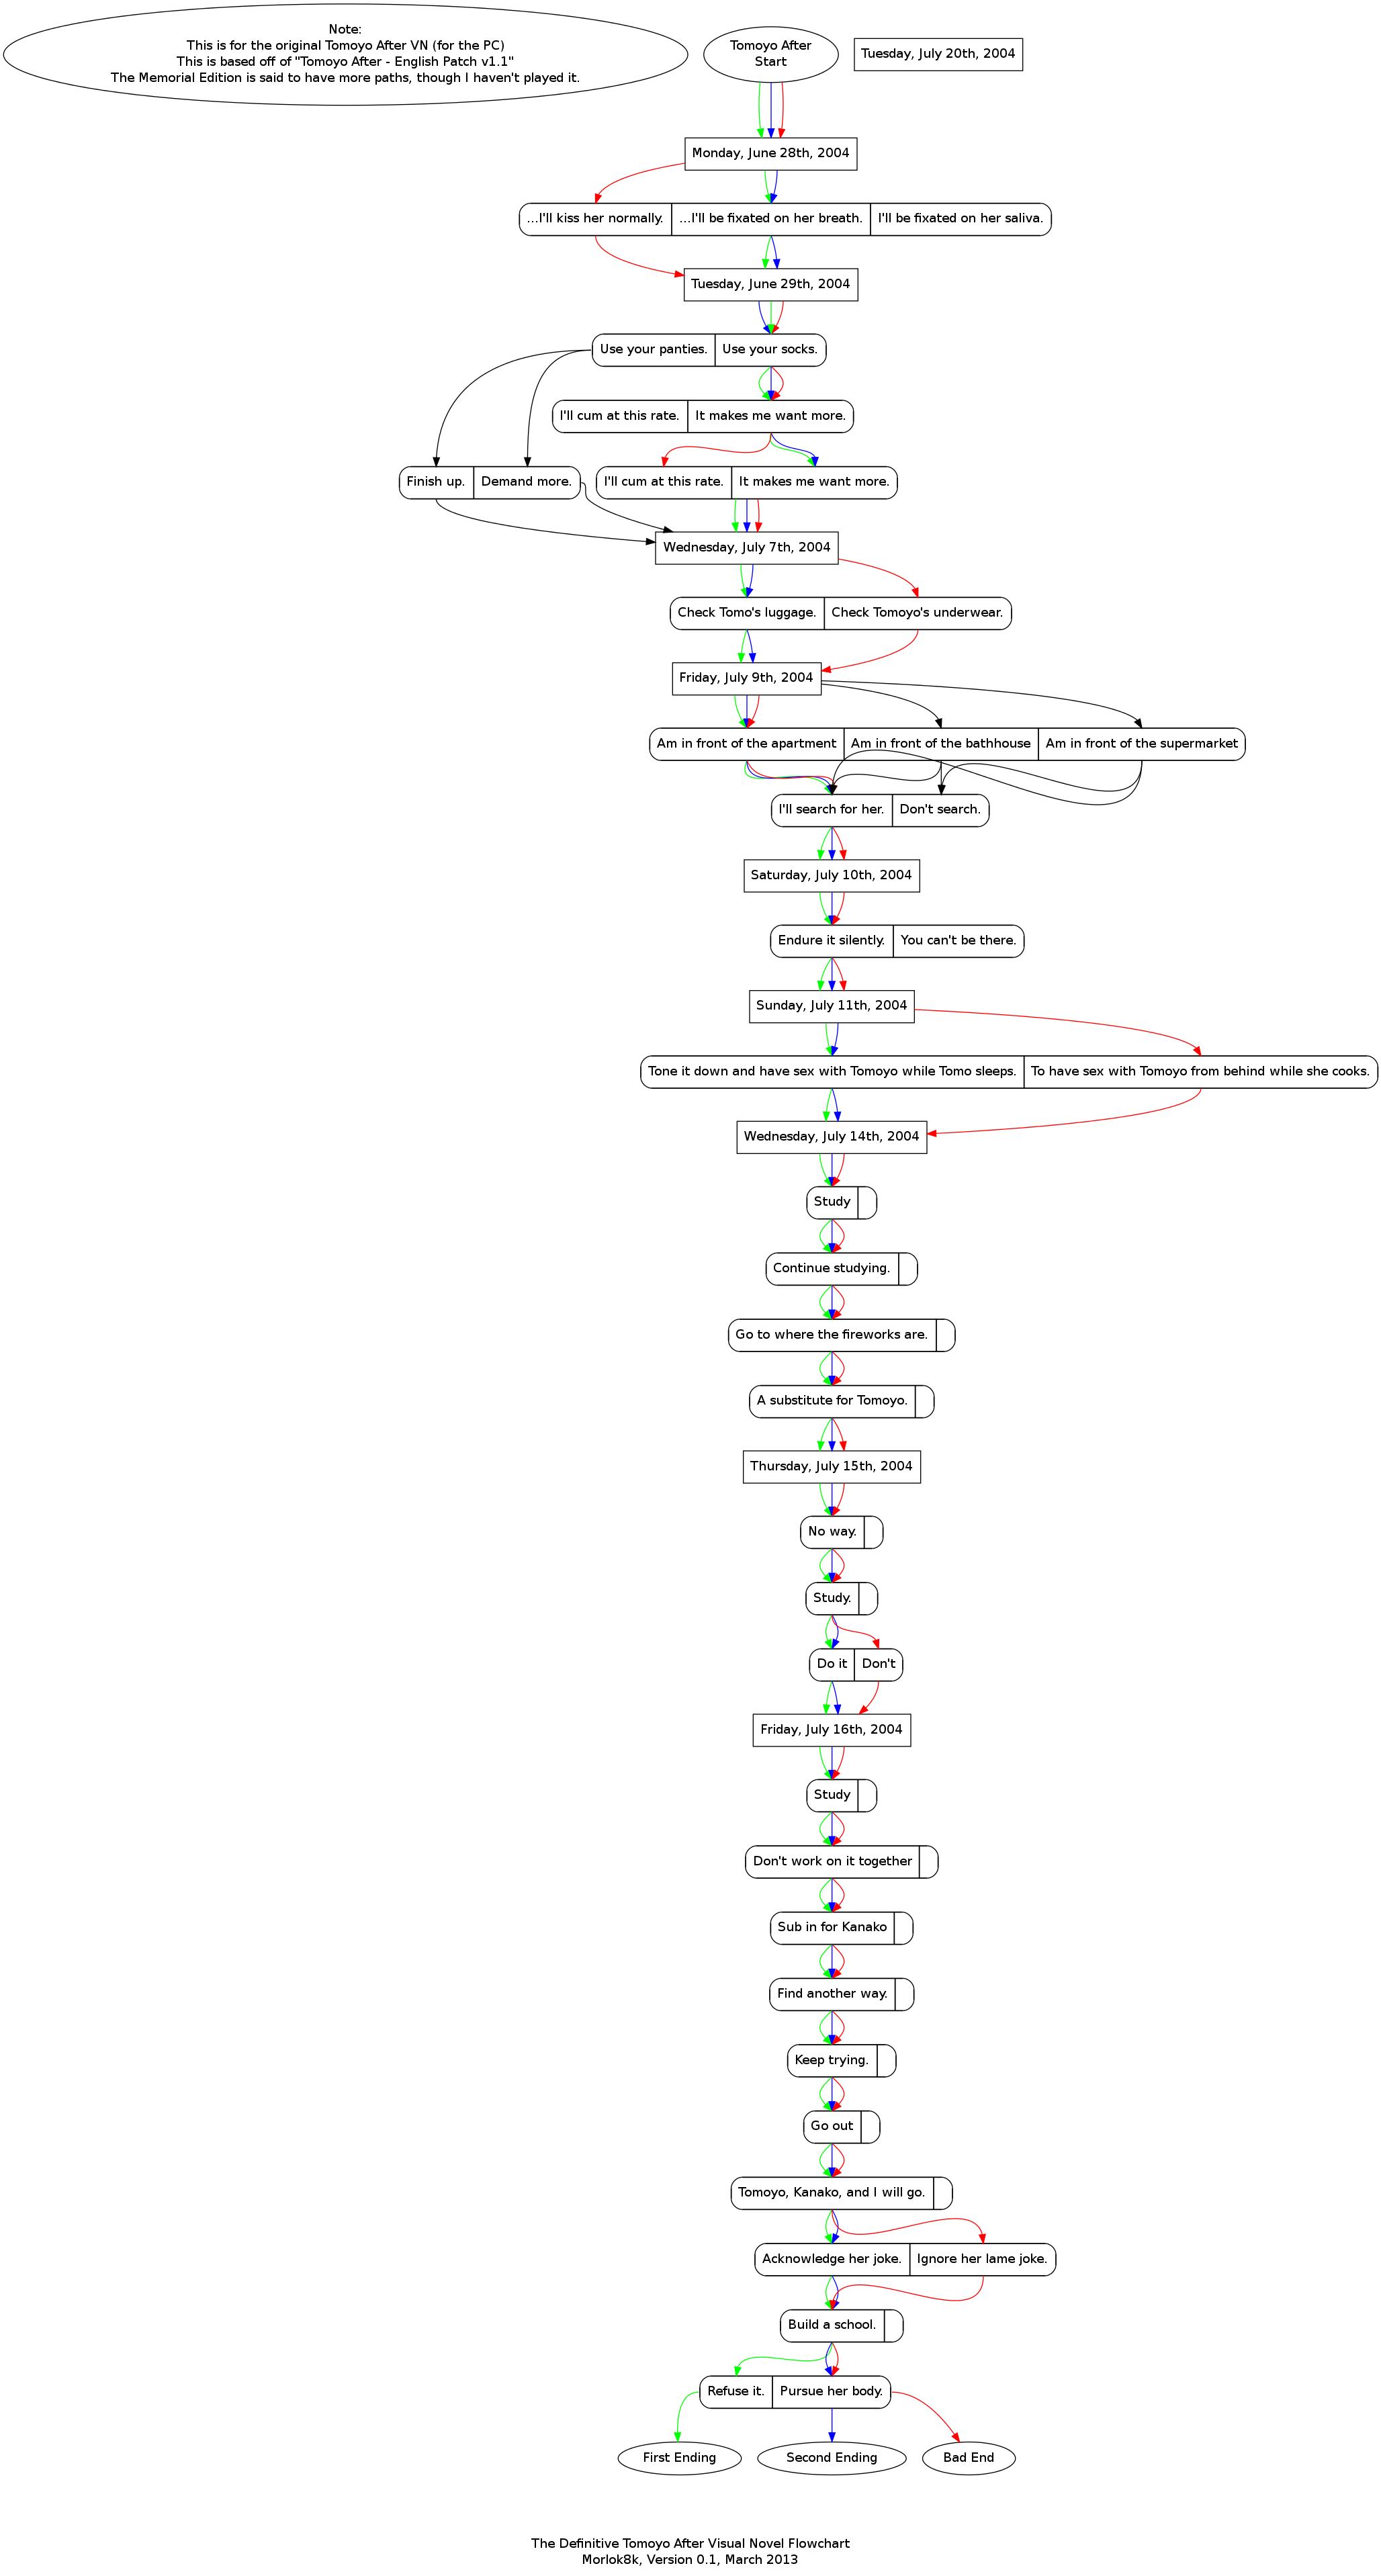 Note:
This is for the original Tomoyo After VN (for the PC)
This is based off of "Tomoyo After - English Patch v1.1"
The Memorial Edition is said to have more paths, though I haven't played it.
Tomoyo After
Start
Tuesday, July 20th, 2004
Monday, June 28th, 2004
...I'll kiss her normally.
...I'll be fixated on her breath.
I'll be fixated on her saliva.
Tuesday, June 29th, 2004
Use your panties.
Use your socks.
I'll cum at this rate.
It makes me want more.
Finish up.
Demand more.
I'll cum at this rate.
It makes me want more.
Wednesday, July 7th, 2004
Check Tomo's luggage.
Check Tomoyo's underwear.
Friday, July 9th, 2004
Am in front of the apartment
Am in front of the bathhouse
Am in front of the supermarket
I'll search for her.
Don't search.
Saturday, July 10th, 2004
Endure it silently.
You can't be there.
Sunday, July 11th, 2004
Tone it down and have sex with Tomoyo while Tomo sleeps.
To have sex with Tomoyo from behind while she cooks.
Wednesday, July 14th, 2004
Study
Continue studying.
Go to where the fireworks are.
A substitute for Tomoyo.
Thursday, July 15th, 2004
No way.
Study.
Do it
Don't
Friday, July 16th, 2004
Study
Don't work on it together
Sub in for Kanako
Find another way.
Keep trying.
Go out
Tomoyo, Kanako, and I will go.
Acknowledge her joke.
Ignore her lame joke.
Build a school.
Refuse it.
Pursue her body.
First Ending
Second Ending
Bad End
The Definitive Tomoyo After Visual Novel Flowchart
Morlok8k, Version 0.1, March 2013